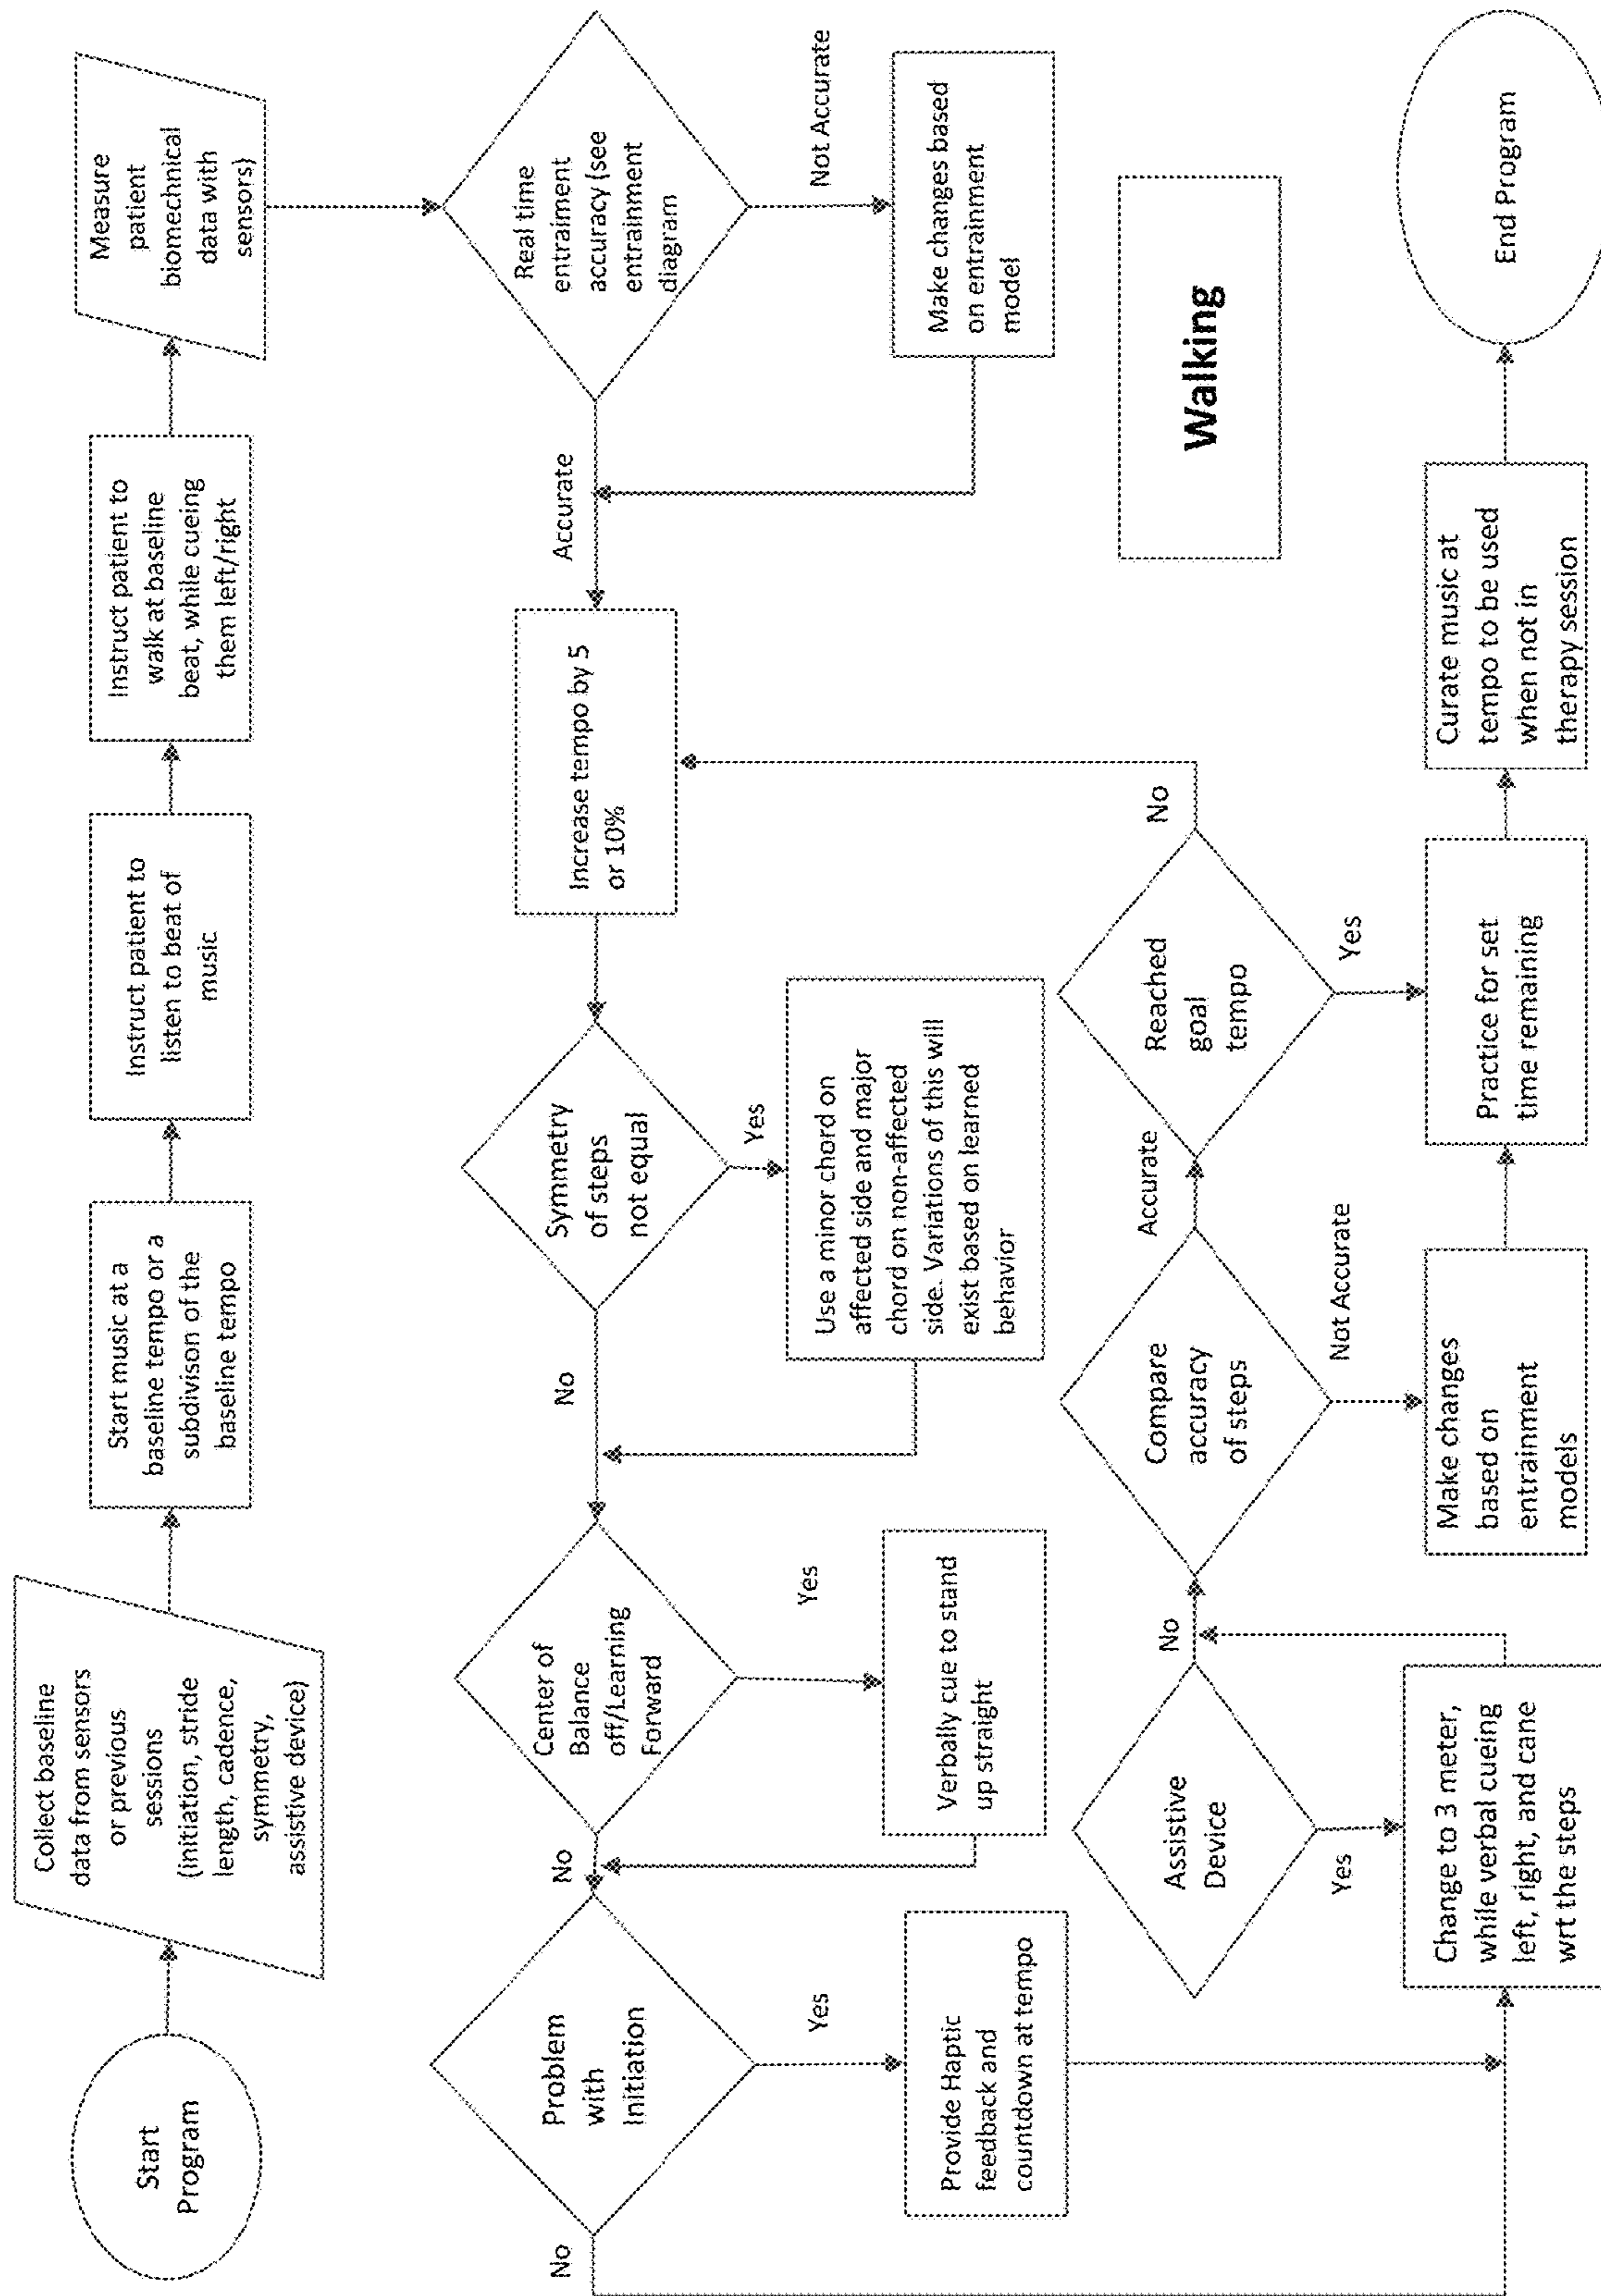 Start
Program
Collect baseline
data from sensors
or previous
sessions
(initiation, stride
length, cadence,
symmetry,
assistive device)
Start music at a
baseline tempo or a
subdivison of the
baseline tempo
Instruct patient to
listen to beat of
music
Instruct patient to
walk at baseline
beat, while cueing
them left/right
Measure
patient
biomechnical
data with
sensors)
Real time
entraiment
accuracy (see
entrainment
diagram
Not Accurate
Make changes based
on entrainment
model
Accurate
Increase tempo by 5
or 10%
Symmetry
of steps
not equal
Yes
Use a minor chord on
affected side and major
chord on non-affected
side. Variations of this will
exist based on learned
behavior
No
Center of
Balance
off/Learning
Forward
Yes
Verbally cue to stand
up straight
No
Problem
with
Initiation
Yes
Provide Haptic
feedback and
countdown at tempo
No
Assistive
Device
Yes
Change to 3 meter,
while verbal cueing
left, right, and cane
wrt the steps
No
Compare
accuracy
of steps
Not Accurate
Make changes
based on
entrainment
models
Accurate
Reached
goal
tempo
No
Yes
Practice for set
time remaining
Curate music at
tempo to be used
when not in
therapy session
End Program
Walking